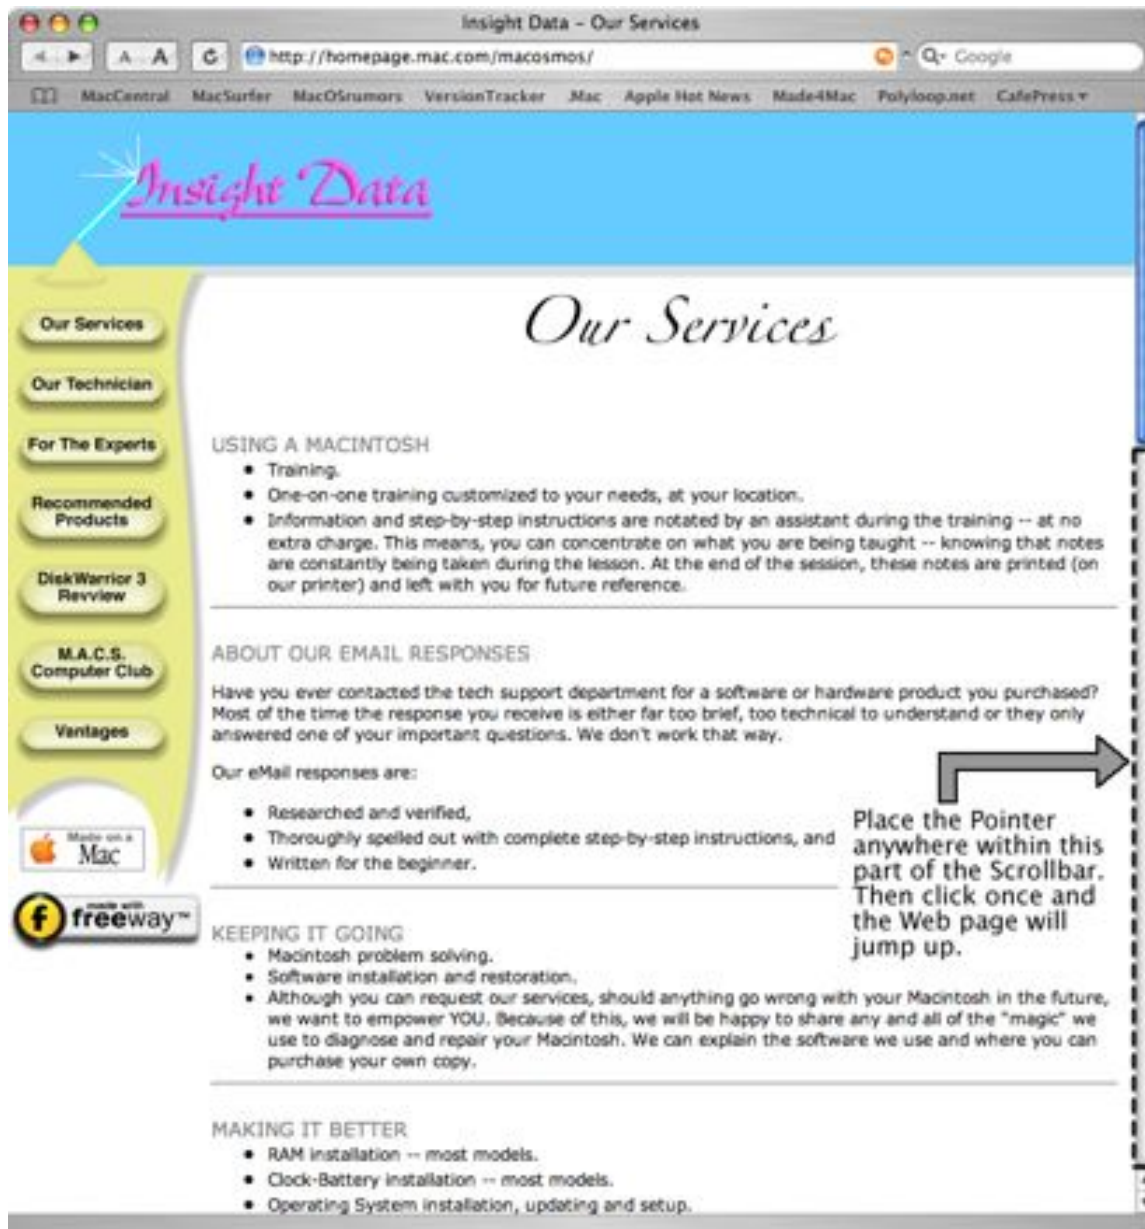 Insight Data – Our Services
A A
http://homepage.mac.com/macosmos/
Google
MacCentral MacSurfer MacOSrumors VersionTracker .Mac Apple Hot News Made4Mac Polyloop.net CafePress
Insight Data
Our Services
Our Technician
For The Experts
Recommended
Products
DiskWarrior 3
Revview
M.A.C.S.
Computer Club
Vantages
Made on a
Mac
made with
f freeway™
Our Services
USING A MACINTOSH
• Training.
• One-on-one training customized to your needs, at your location.
• Information and step-by-step instructions are notated by an assistant during the training -- at no
extra charge. This means, you can concentrate on what you are being taught -- knowing that notes
are constantly being taken during the lesson. At the end of the session, these notes are printed (on
our printer) and left with you for future reference.
ABOUT OUR EMAIL RESPONSES
Have you ever contacted the tech support department for a software or hardware product you purchased?
Most of the time the response you receive is either far too brief, too technical to understand or they only
answered one of your important questions. We don't work that way.
Our eMail responses are:
• Researched and verified,
• Thoroughly spelled out with complete step-by-step instructions, and
• Written for the beginner.
Place the Pointer
anywhere within this
part of the Scrollbar.
Then click once and
the Web page will
jump up.
KEEPING IT GOING
• Macintosh problem solving.
• Software installation and restoration.
• Although you can request our services, should anything go wrong with your Macintosh in the future,
we want to empower YOU. Because of this, we will be happy to share any and all of the "magic" we
use to diagnose and repair your Macintosh. We can explain the software we use and where you can
purchase your own copy.
MAKING IT BETTER
• RAM installation -- most models.
• Clock-Battery installation -- most models.
• Operating System installation, updating and setup.